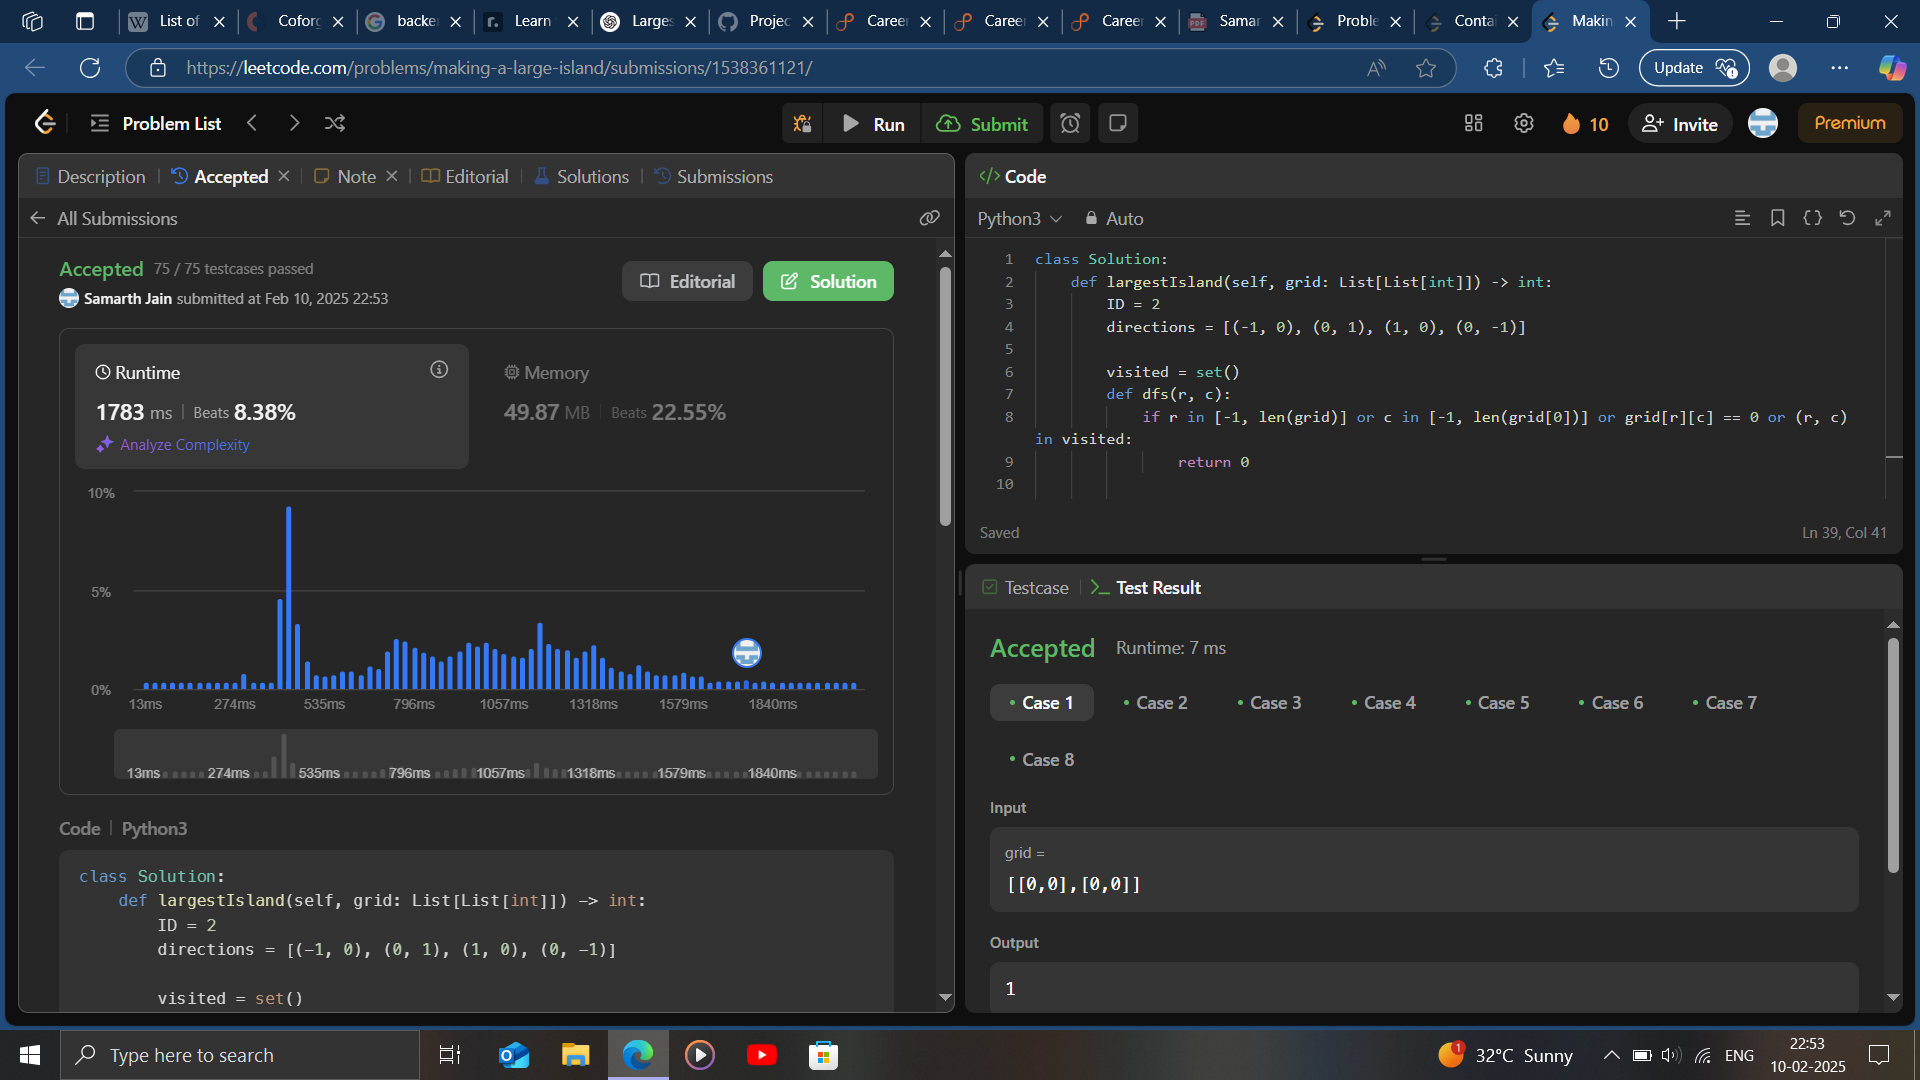 List of
Cofor
backe
Learn
Larges
Projec
Career
Career
Career
Samar
Proble
Conta
Makin
https://leetcode.com/problems/making-a-large-island/submissions/1538361121/
Update
Problem List
Run
Submit
10
Invite
Premium
Description
Accepted
Note
Editorial
Solutions
Submissions
All Submissions
Accepted 75 / 75 testcases passed
Samarth Jain submitted at Feb 10, 2025 22:53
Editorial
Solution
Runtime
1783 ms | Beats 8.38%
Analyze Complexity
Memory
49.87 MB | Beats 22.55%
10%
5%
0%
13ms 274ms 535ms 796ms 1057ms 1318ms 1579ms 1840ms
13ms 274ms 535ms 796ms 1057ms 1318ms 1579ms 1840ms
Code | Python3
class Solution:
def largestIsland(self, grid: List[List[int]]) -> int:
ID = 2
directions = [(-1, 0), (0, 1), (1, 0), (0, -1)]
visited = set()
</> Code
Python3
Auto
1 class Solution:
2 def largestIsland(self, grid: List[List[int]]) -> int:
3 ID = 2
4 directions = [(-1, 0), (0, 1), (1, 0), (0, -1)]
5
6 visited = set()
7 def dfs(r, c):
8 if r in [-1, len(grid)] or c in [-1, len(grid[0])] or grid[r][c] == 0 or (r, c)
in visited:
9 return 0
10
Saved
Ln 39, Col 41
Testcase
Test Result
Accepted Runtime: 7 ms
Case 1
Case 2
Case 3
Case 4
Case 5
Case 6
Case 7
Case 8
Input
grid =
[[0,0],[0,0]]
Output
1
Type here to search
1
32°C Sunny
ENG
22:53
10-02-2025